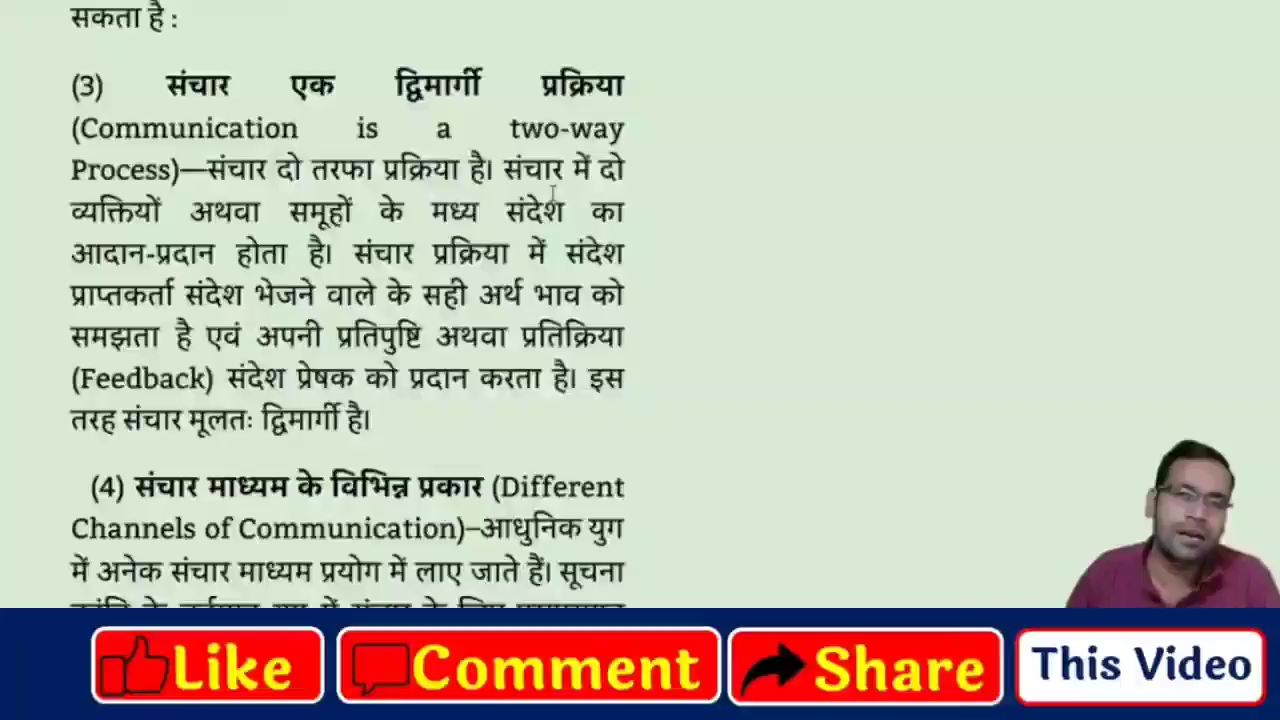 सकता है :
(3) संचार एक द्विमार्गी प्रक्रिया
(Communication is a two-way
Process)—संचार दो तरफा प्रक्रिया है। संचार में दो
व्यक्तियों अथवा समूहों के मध्य संदेश का
आदान-प्रदान होता है। संचार प्रक्रिया में संदेश
प्राप्तकर्ता संदेश भेजने वाले के सही अर्थ भाव को
समझता है एवं अपनी प्रतिपुष्टि अथवा प्रतिक्रिया
(Feedback) संदेश प्रेषक को प्रदान करता है। इस
तरह संचार मूलतः द्विमार्गी है।
(4) संचार माध्यम के विभिन्न प्रकार (Different
Channels of Communication)–आधुनिक युग
में अनेक संचार माध्यम प्रयोग में लाए जाते हैं। सूचना
Like Comment Share This Video